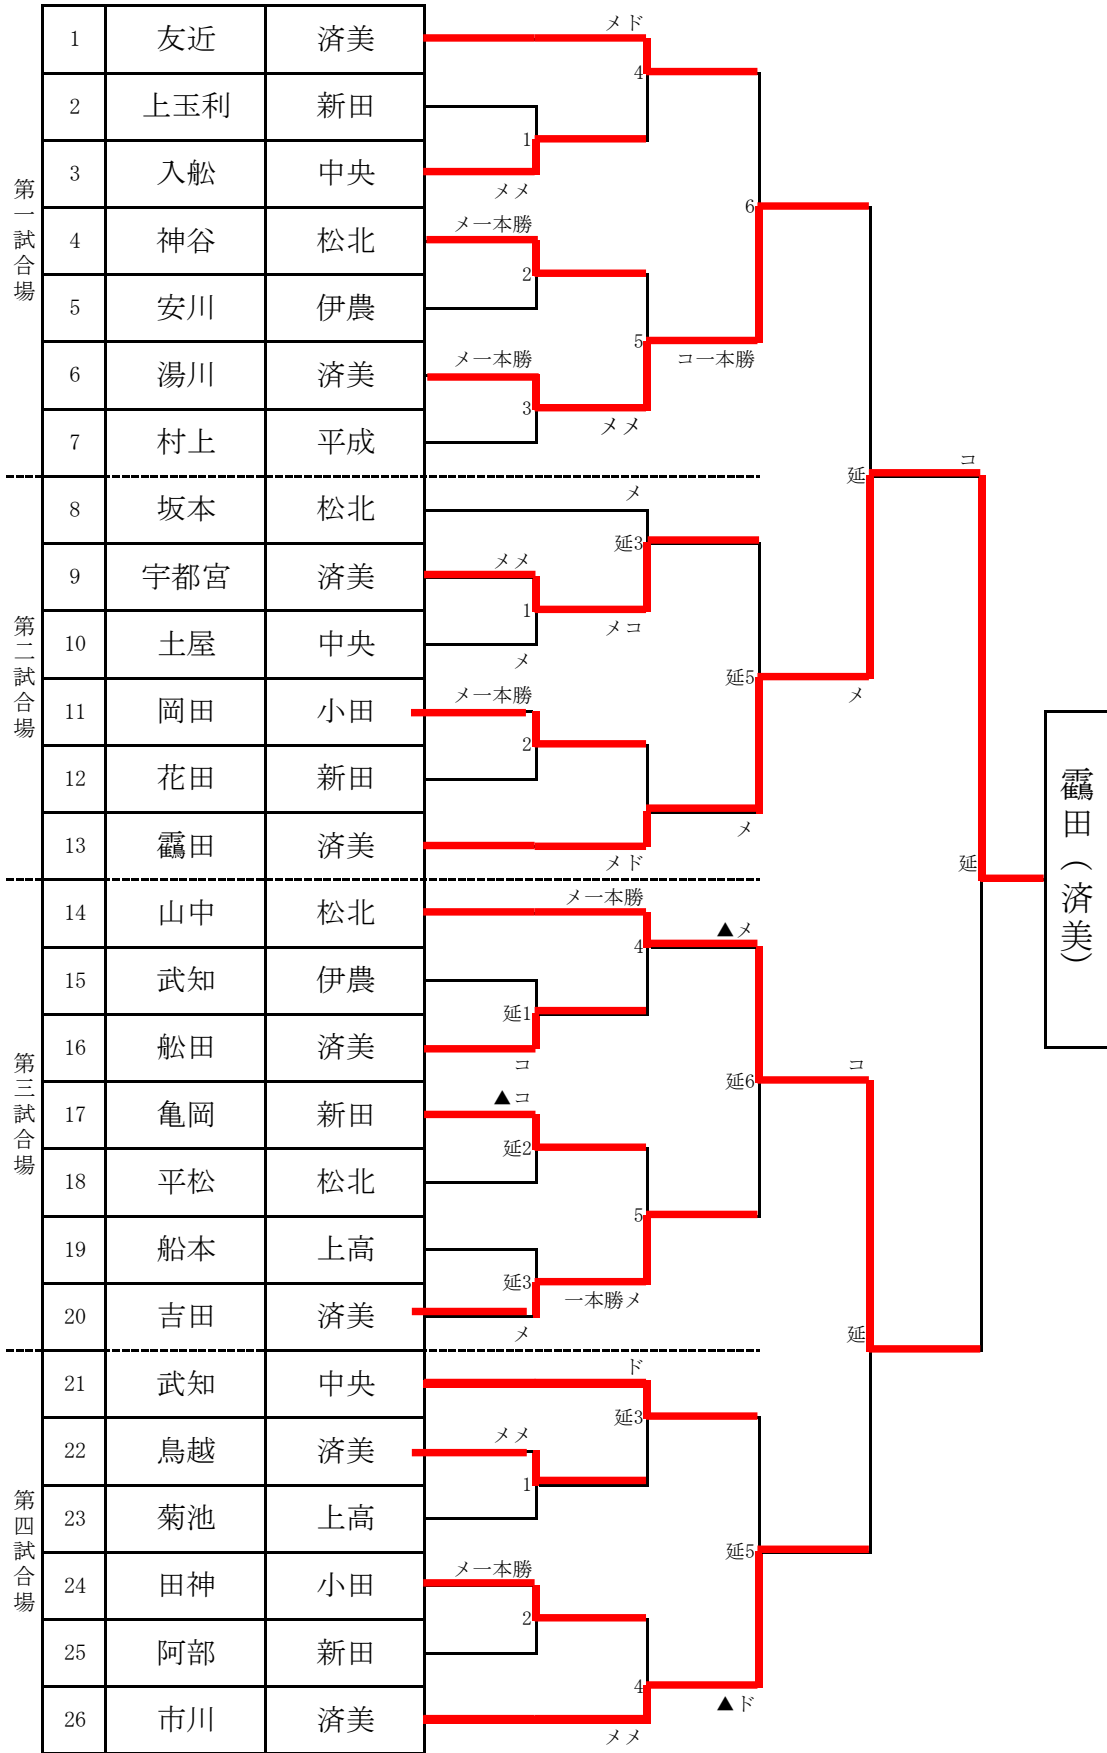 第一試合場
1 友近 済美
2 上玉利 新田
3 入舩 中央
4 神谷 松北
5 安川 伊農
6 湯川 済美
7 村上 平成
第二試合場
8 坂本 松北
9 宇都宮 済美
10 土屋 中央
11 岡田 小田
12 花田 新田
13 靍田 済美
第三試合場
14 山中 松北
15 武知 伊農
16 舩田 済美
17 亀岡 新田
18 平松 松北
19 船本 上高
20 吉田 済美
第四試合場
21 武知 中央
22 鳥越 済美
23 菊池 上高
24 田神 小田
25 阿部 新田
26 市川 済美
メド
4
1
メメ
メ一本勝
2
6
5
コ一本勝
メ一本勝
3
メメ
延
コ
メ
延3
メメ
1
メコ
メ
延5
メ
メ一本勝
2
メ
メド
延
メ一本勝
▲メ
4
延1
コ
延6
コ
▲コ
延2
5
延3
一本勝メ
メ
延
ド
延3
メメ
1
延5
メ一本勝
2
4
▲ド
メメ
靍田（済美）